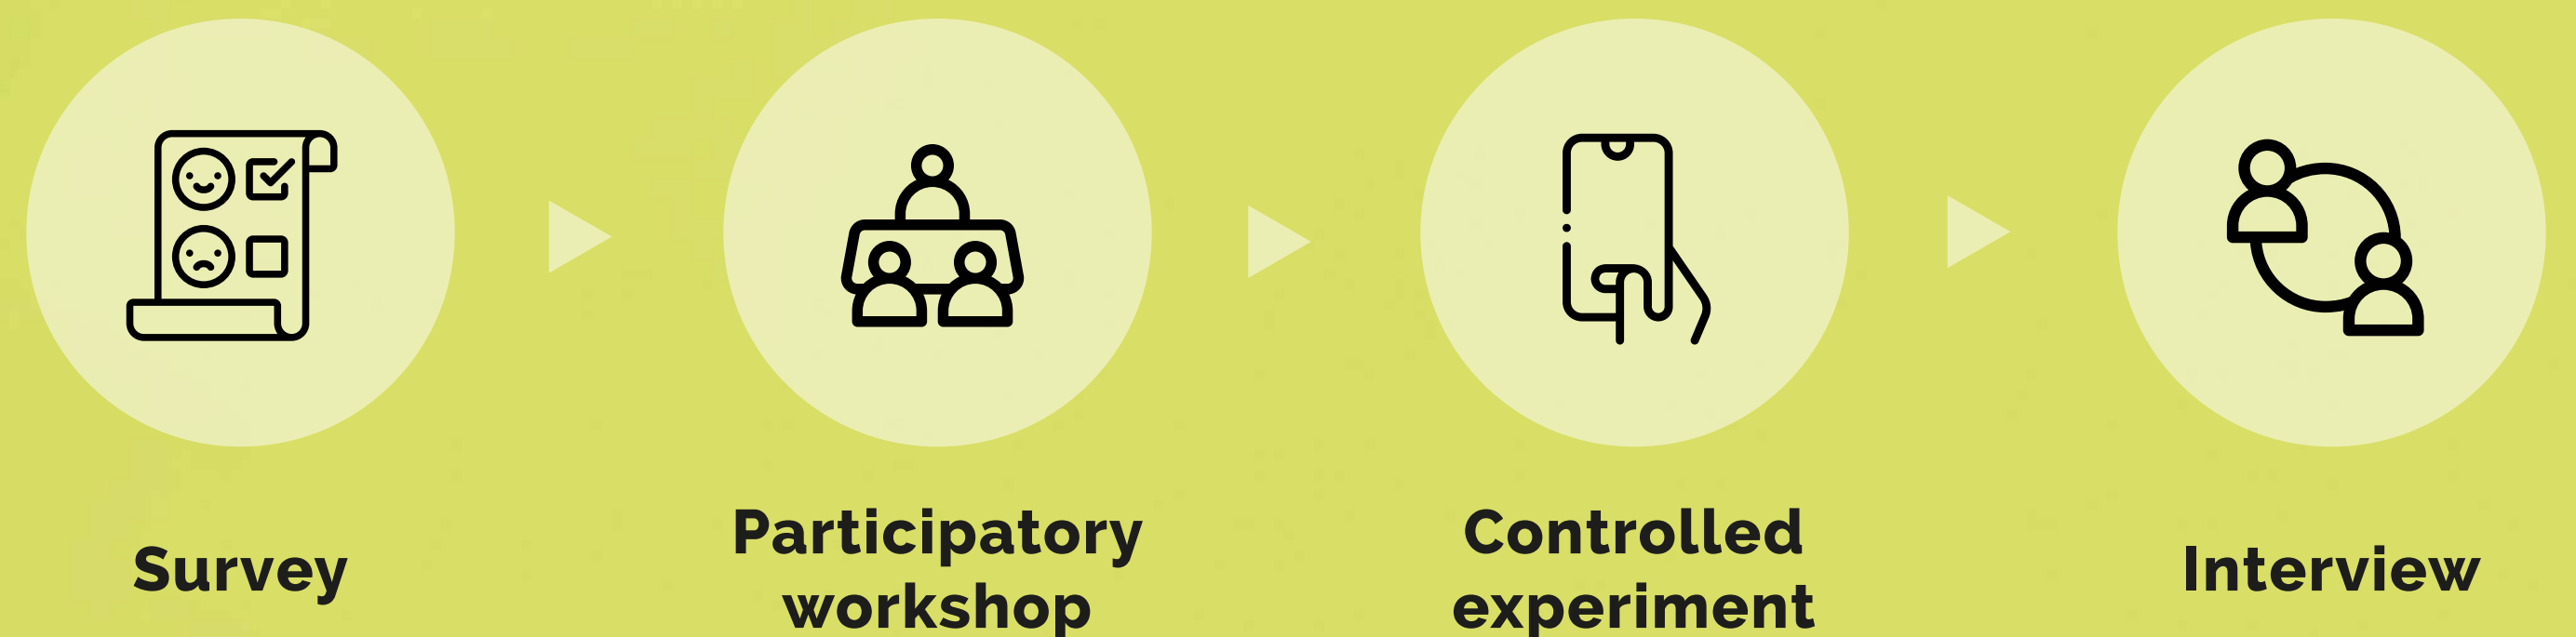 Survey
Participatory
workshop
Controlled
experiment
Interview